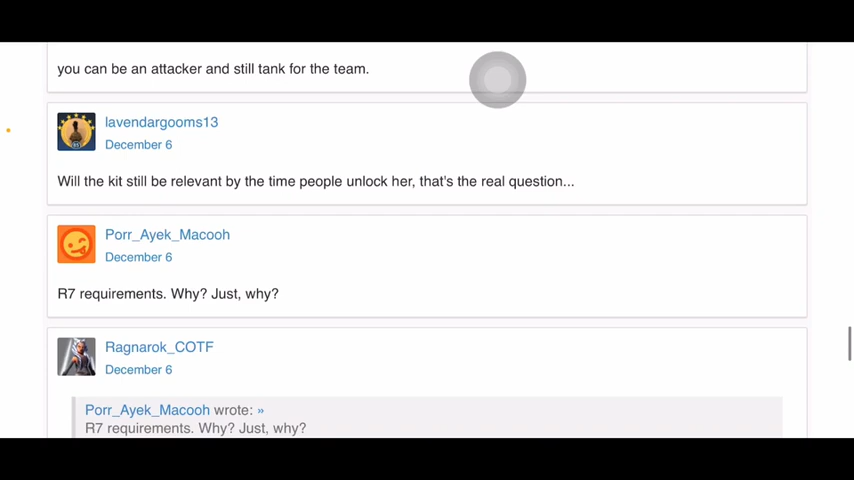 you can be an attacker and still tank for the team.
lavendargooms13
December 6
Will the kit still be relevant by the time people unlock her, that's the real question...
Porr_Ayek_Macooh
December 6
R7 requirements. Why? Just, why?
Ragnarok_COTF
December 6
Porr_Ayek_Macooh wrote: »
R7 requirements. Why? Just, why?